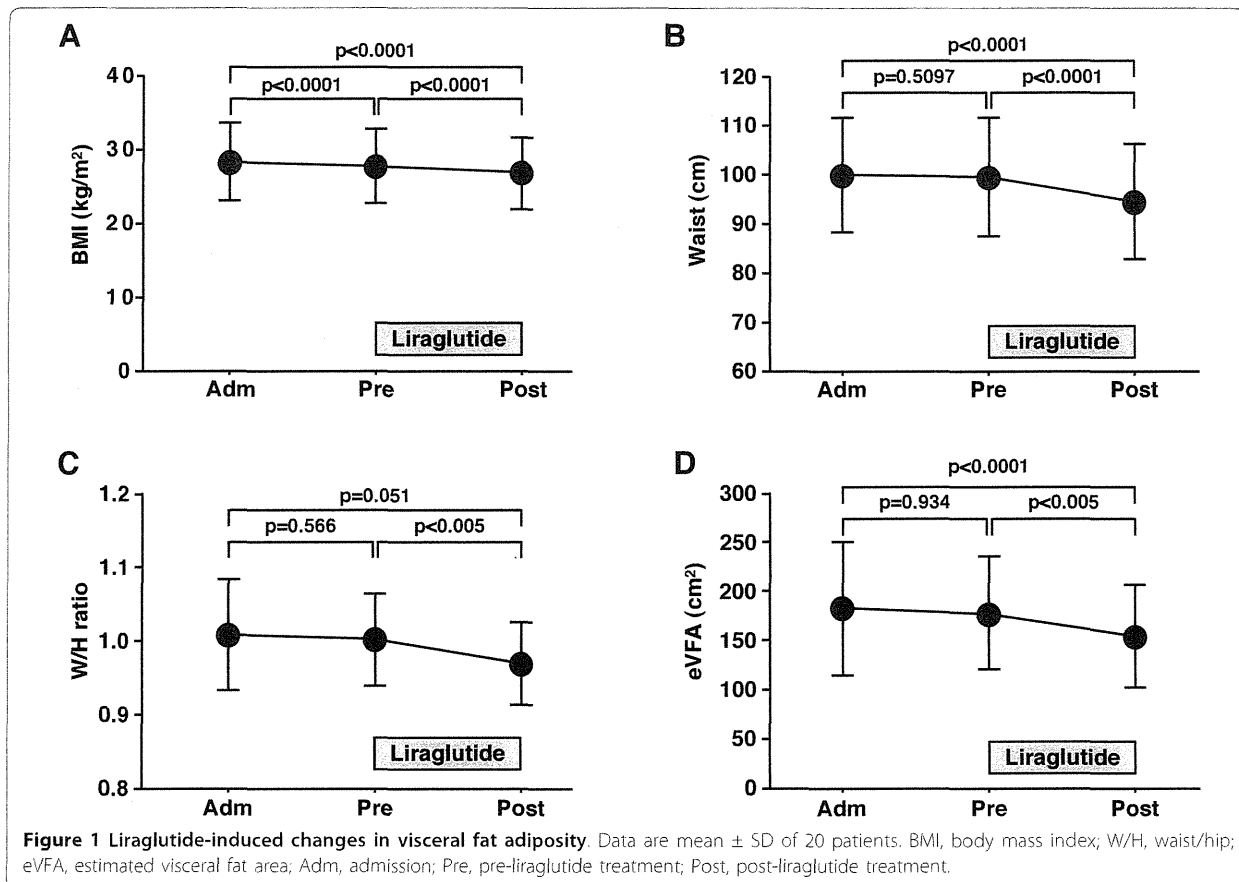 A
p<0.0001
p<0.0001 p<0.0001
40
30
20
10
0
BMI (kg/m²)
Liraglutide
Adm Pre Post
B
p<0.0001
p=0.5097 p<0.0001
120
110
100
90
80
70
60
Waist (cm)
Liraglutide
Adm Pre Post
C
p=0.051
p=0.566 p<0.005
1.2
1.1
1.0
0.9
0.8
W/H ratio
Liraglutide
Adm Pre Post
D
p<0.0001
p=0.934 p<0.005
300
250
200
150
100
50
0
eVFA (cm²)
Liraglutide
Adm Pre Post
Figure 1 Liraglutide-induced changes in visceral fat adiposity. Data are mean ± SD of 20 patients. BMI, body mass index; W/H, waist/hip;
eVFA, estimated visceral fat area; Adm, admission; Pre, pre-liraglutide treatment; Post, post-liraglutide treatment.